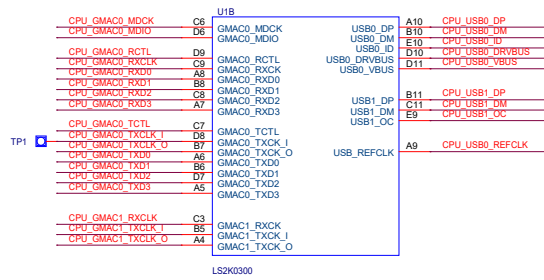 U1B
CPU_GMAC0_MDCK C6 GMAC0_MDCK USB0_DP A10 CPU_USB0_DP
CPU_GMAC0_MDIO D6 GMAC0_MDIO USB0_DM B10 CPU_USB0_DM
USB0_ID E10 CPU_USB0_ID
CPU_GMAC0_RCTL D9 GMAC0_RCTL USB0_DRVBUS D10 CPU_USB0_DRVBUS
CPU_GMAC0_RXCLK C9 GMAC0_RXCK USB0_VBUS D11 CPU_USB0_VBUS
CPU_GMAC0_RXD0 A8 GMAC0_RXD0
CPU_GMAC0_RXD1 B8 GMAC0_RXD1
CPU_GMAC0_RXD2 C8 GMAC0_RXD2 USB1_DP B11 CPU_USB1_DP
CPU_GMAC0_RXD3 A7 GMAC0_RXD3 USB1_DM C11 CPU_USB1_DM
USB1_OC E9 CPU_USB1_OC
CPU_GMAC0_TCTL C7 GMAC0_TCTL
TP1 CPU_GMAC0_TXCLK_I D8 GMAC0_TXCK_I
CPU_GMAC0_TXCLK_O B7 GMAC0_TXCK_O USB_REFCLK A9 CPU_USB0_REFCLK
CPU_GMAC0_TXD0 A6 GMAC0_TXD0
CPU_GMAC0_TXD1 B6 GMAC0_TXD1
CPU_GMAC0_TXD2 D7 GMAC0_TXD2
CPU_GMAC0_TXD3 A5 GMAC0_TXD3
CPU_GMAC1_RXCLK C3 GMAC1_RXCK
CPU_GMAC1_TXCLK_I B5 GMAC1_TXCK_I
CPU_GMAC1_TXCLK_O A4 GMAC1_TXCK_O
LS2K0300